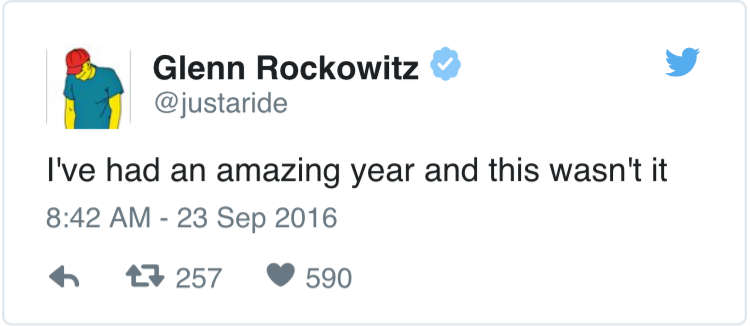 Glenn Rockowitz
@justaride
I've had an amazing year and this wasn't it
8:42 AM - 23 Sep 2016
257 590